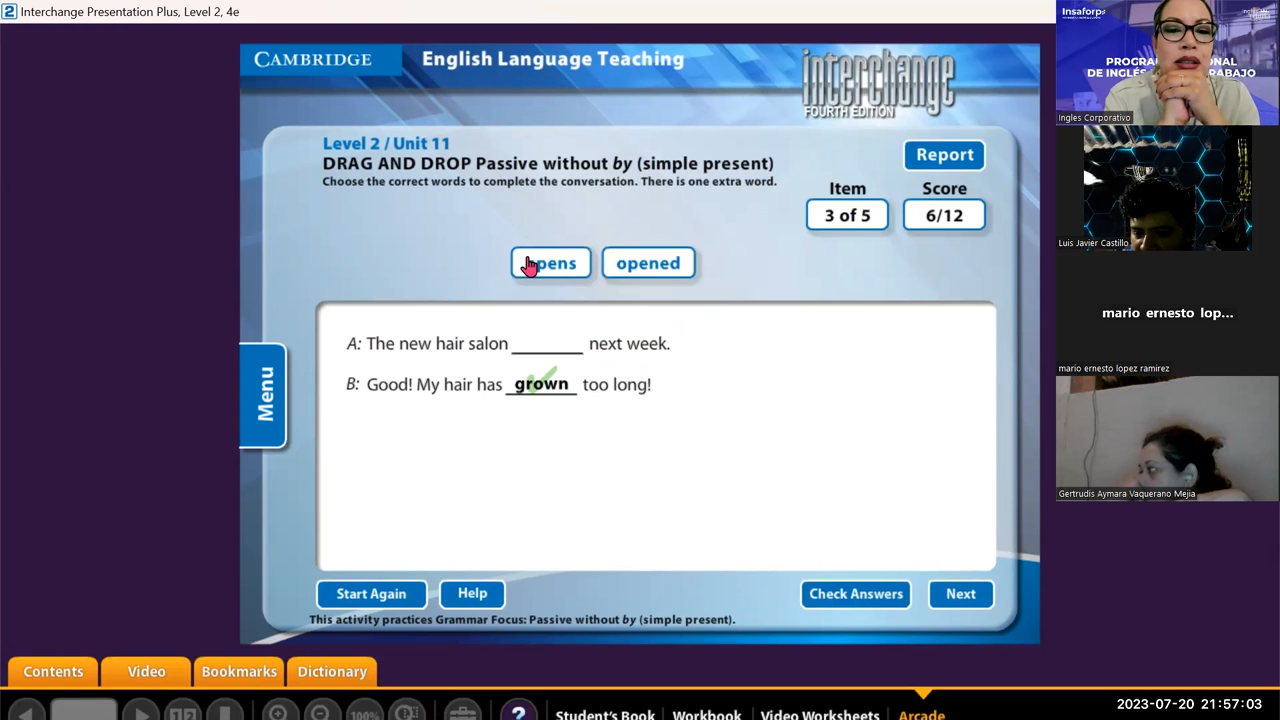 Interchange Presentation Plus, Level 2, 4e
CAMBRIDGE
English Language Teaching
interchange
FOURTH EDITION
Level 2 / Unit 11
DRAG AND DROP Passive without by (simple present)
Choose the correct words to complete the conversation. There is one extra word.
Report
Item
Score
3 of 5
6/12
opened
A: The new hair salon ________ next week.
B: Good! My hair has grown too long!
Menu
Start Again
Help
Check Answers
Next
This activity practices Grammar Focus: Passive without by (simple present).
Contents
Video
Bookmarks
Dictionary
100%
?
Student's Book
Workbook
Video Worksheets
Arcade
Insaforp
DE INGLÉS
RABAJO
Ingles Corporativo
Luis Javier Castillo
mario ernesto lop...
mario ernesto lopez ramirez
Gertrudis Aymara Vaquerano Mejia
2023-07-20 21:57:03